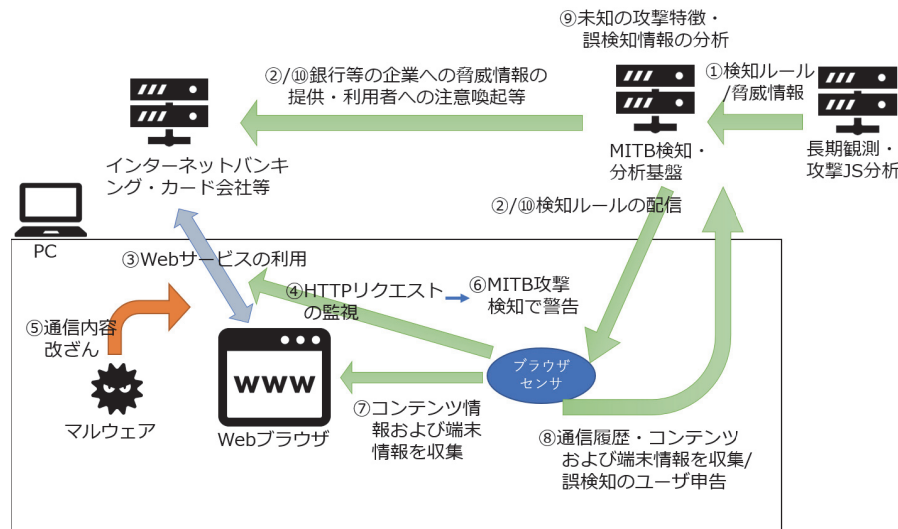 ⑨未知の攻撃特徴・
誤検知情報の分析
②/⑩銀行等の企業への脅威情報の
提供・利用者への注意喚起等
①検知ルール
/脅威情報
インターネットバンキ
ング・カード会社等
MITB検知・
分析基盤
長期観測・
攻撃JS分析
②/⑩検知ルールの配信
PC
③Webサービスの利用
④HTTPリクエスト
の監視
⑥MITB攻撃
検知で警告
⑤通信内容
改ざん
ブラウザ
センサ
WWW
マルウェア
Webブラウザ
⑦コンテンツ情
報および端末
情報を収集
⑧通信履歴・コンテンツ
および端末情報を収集/
誤検知のユーザ申告